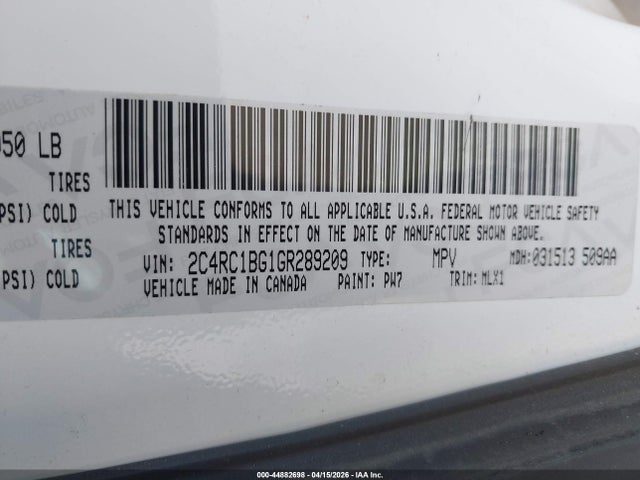 050 LB
TIRES
PSI) COLD
TIRES
PSI) COLD
THIS VEHICLE CONFORMS TO ALL APPLICABLE U.S.A. FEDERAL MOTOR VEHICLE SAFETY
STANDARDS IN EFFECT ON THE DATE OF MANUFACTURE SHOWN ABOVE.
VIN: 2C4RC1BG1GR289209 TYPE: MPV MDH:031513 509AA
VEHICLE MADE IN CANADA PAINT: PW7 TRIM: MLX1
000-44882698 - 04/15/2026 - IAA Inc.